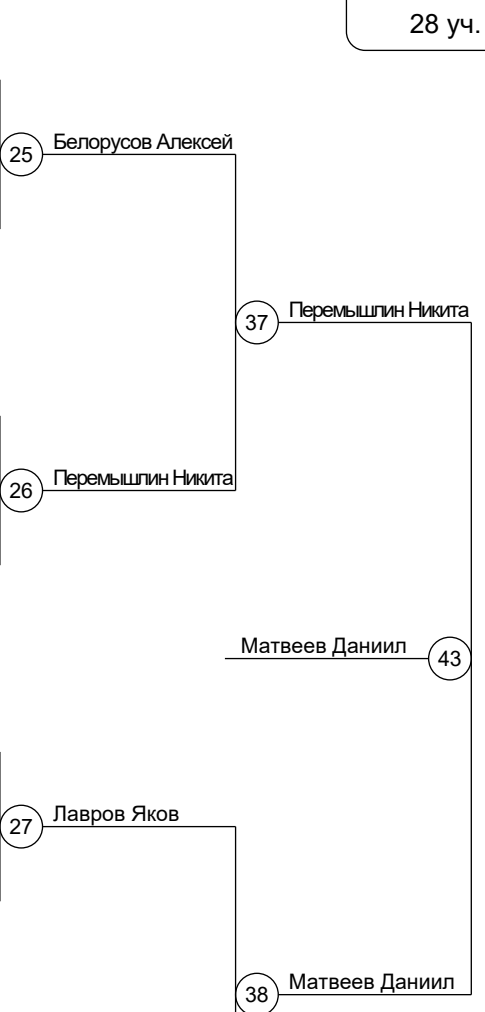 28 уч.
25 Белорусов Алексей
37 Перемышлин Никита
26 Перемышлин Никита
Матвеев Даниил 43
27 Лавров Яков
38 Матвеев Даниил